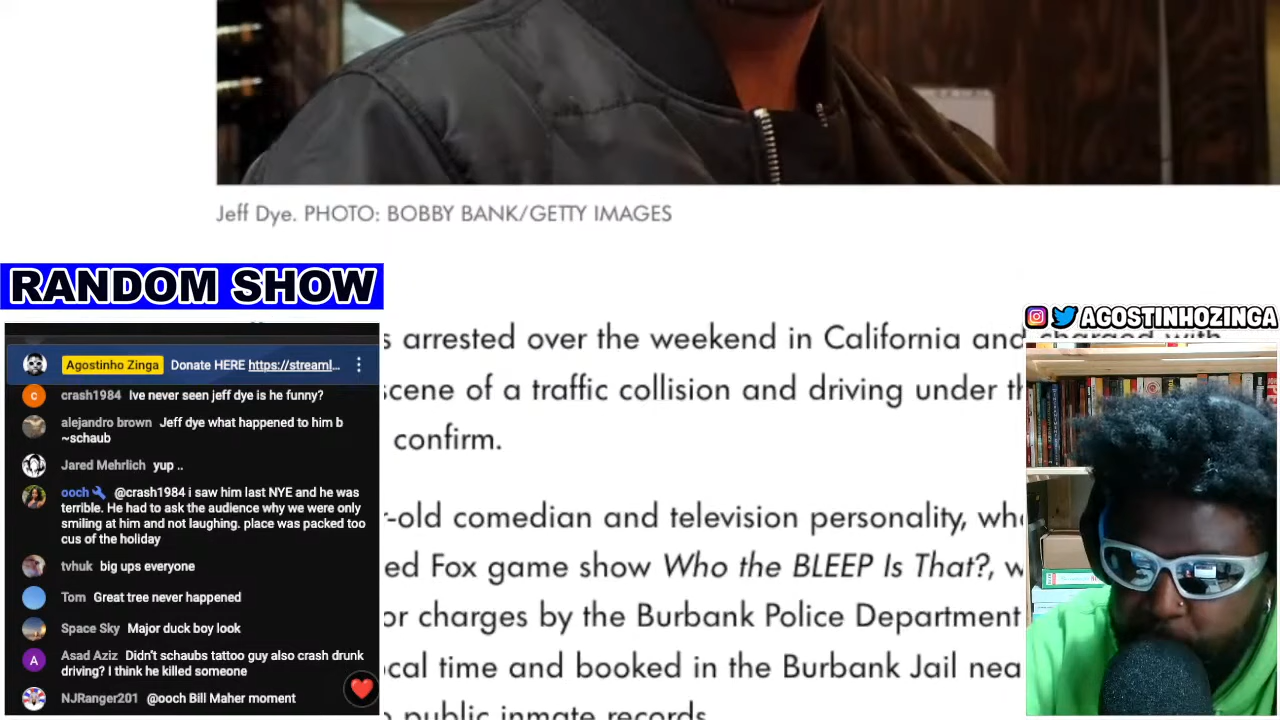 Jeff Dye. PHOTO: BOBBY BANK/GETTY IMAGES
RANDOM SHOW
AGOSTINHOZINGA
Agostinho Zinga Donate HERE https://streaml...
C crash1984 Ive never seen jeff dye is he funny?
alejandro brown Jeff dye what happened to him b
~schaub
Jared Mehrlich yup ..
ooch @crash1984 i saw him last NYE and he was
terrible. He had to ask the audience why we were only
smiling at him and not laughing. place was packed too
cus of the holiday
tvhuk big ups everyone
Tom Great tree never happened
Space Sky Major duck boy look
A Asad Aziz Didn't schaubs tattoo guy also crash drunk
driving? I think he killed someone
NJRanger201 @ooch Bill Maher moment
s arrested over the weekend in California and charged with
scene of a traffic collision and driving under th
confirm.
r-old comedian and television personality, who
ed Fox game show Who the BLEEP Is That?, w
or charges by the Burbank Police Department
ocal time and booked in the Burbank Jail nea
o public inmate records.